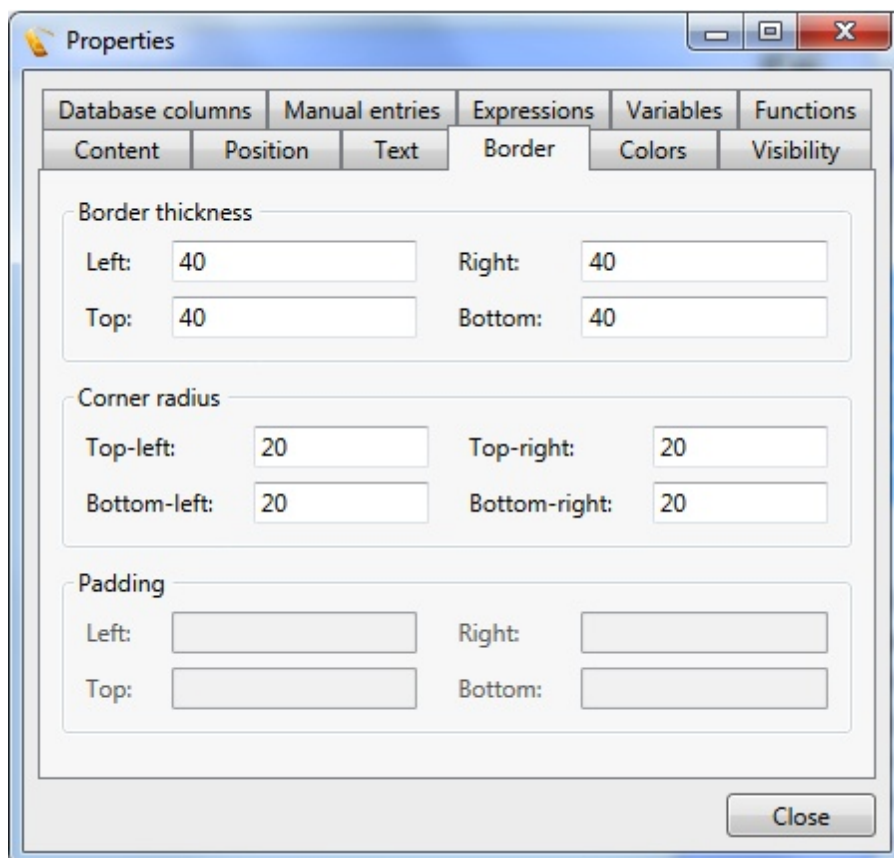 Properties
Database columns Manual entries Expressions Variables Functions
Content Position Text Border Colors Visibility
Border thickness
Left: 40 Right: 40
Top: 40 Bottom: 40
Corner radius
Top-left: 20 Top-right: 20
Bottom-left: 20 Bottom-right: 20
Padding
Left: Right:
Top: Bottom:
Close